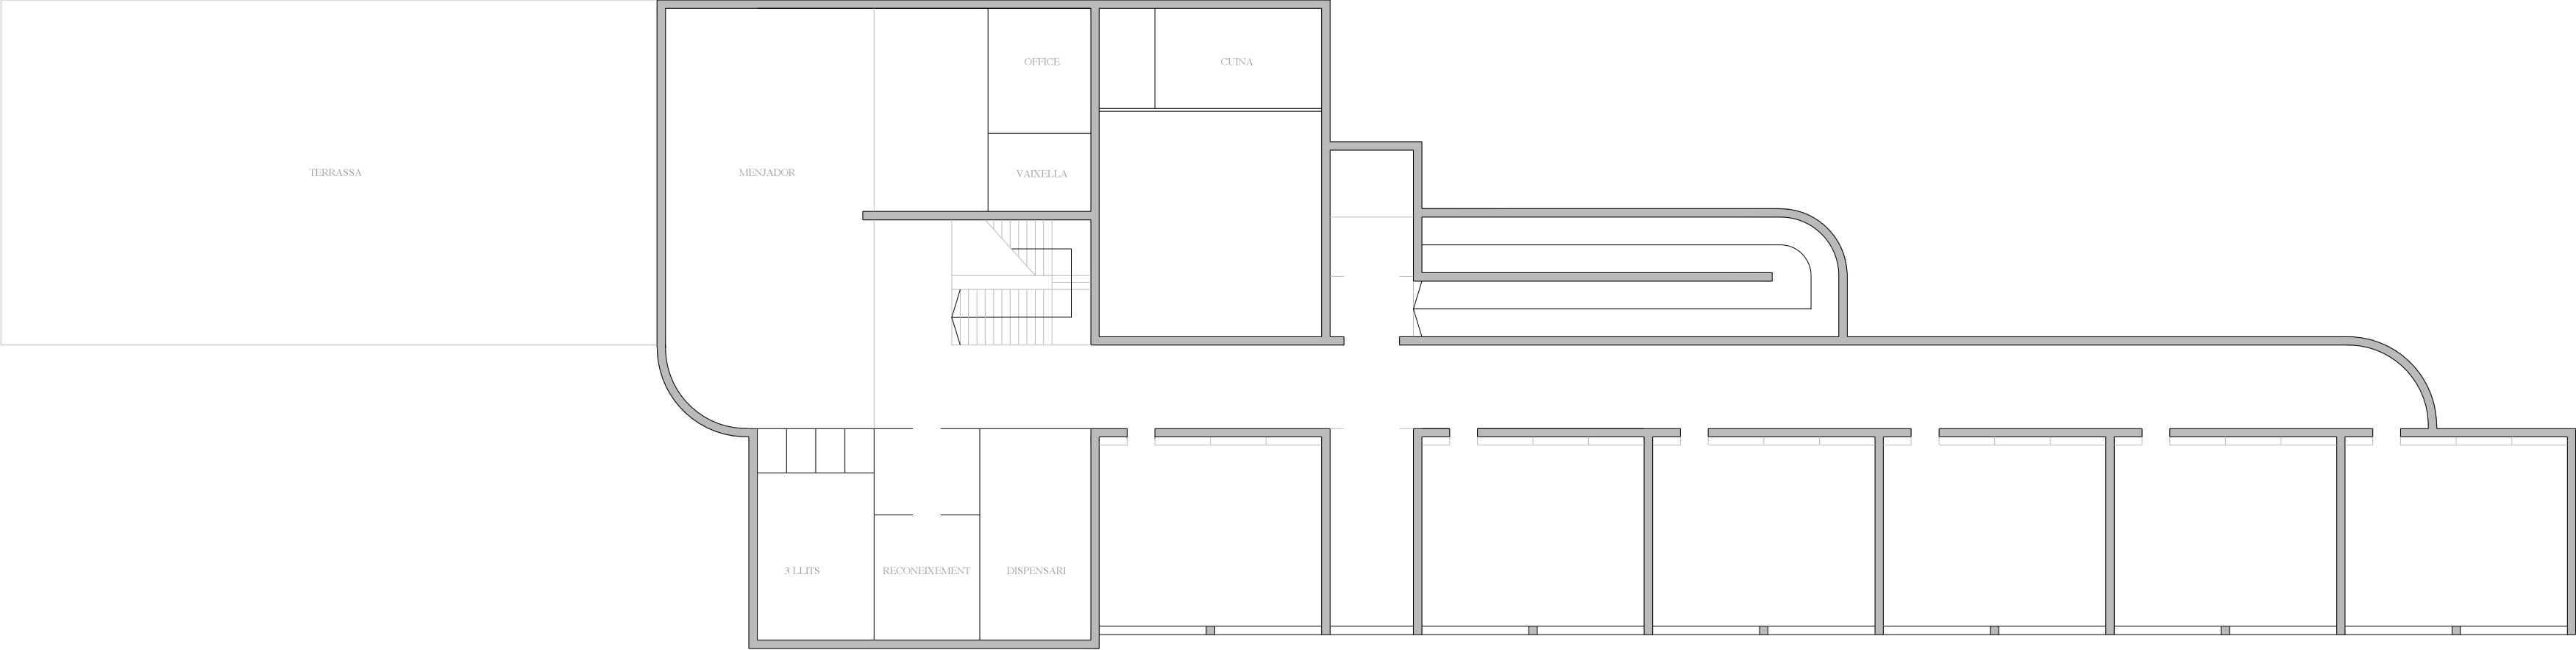 OFFICE
CUINA
TERRASSA
MENJADOR
VAIXELLA
3 LLITS
RECONEIXEMENT
DISPENSARI